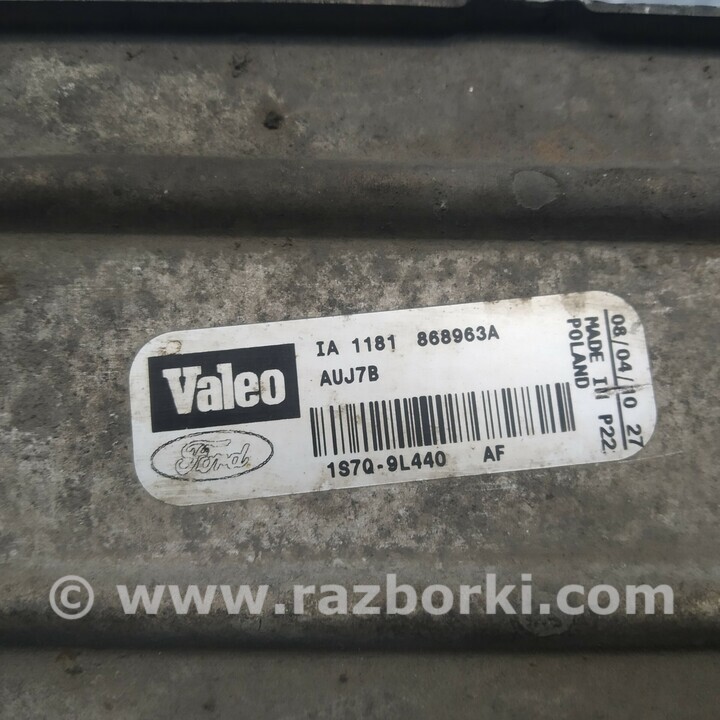 Valeo
IA 1181 868963A
AUJ7B
Ford
1S7Q-9L440 AF
08/04/10 27
MADE IN P22
POLAND
© www.razborki.com